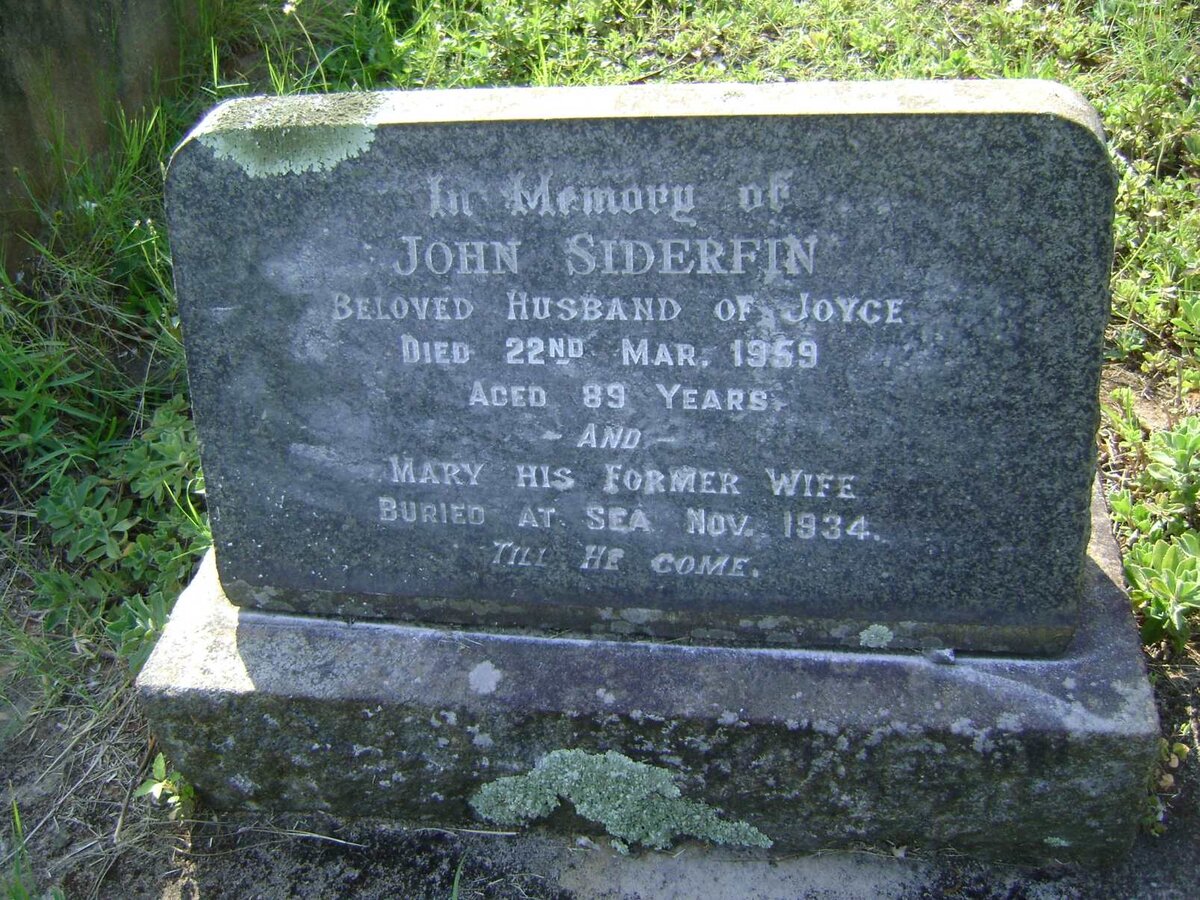 In Memory of
JOHN SIDERFIN
BELOVED HUSBAND OF JOYCE
DIED 22ND MAR. 1959
AGED 89 YEARS
- AND -
MARY HIS FORMER WIFE
BURIED AT SEA NOV. 1934.
TILL HE COME.